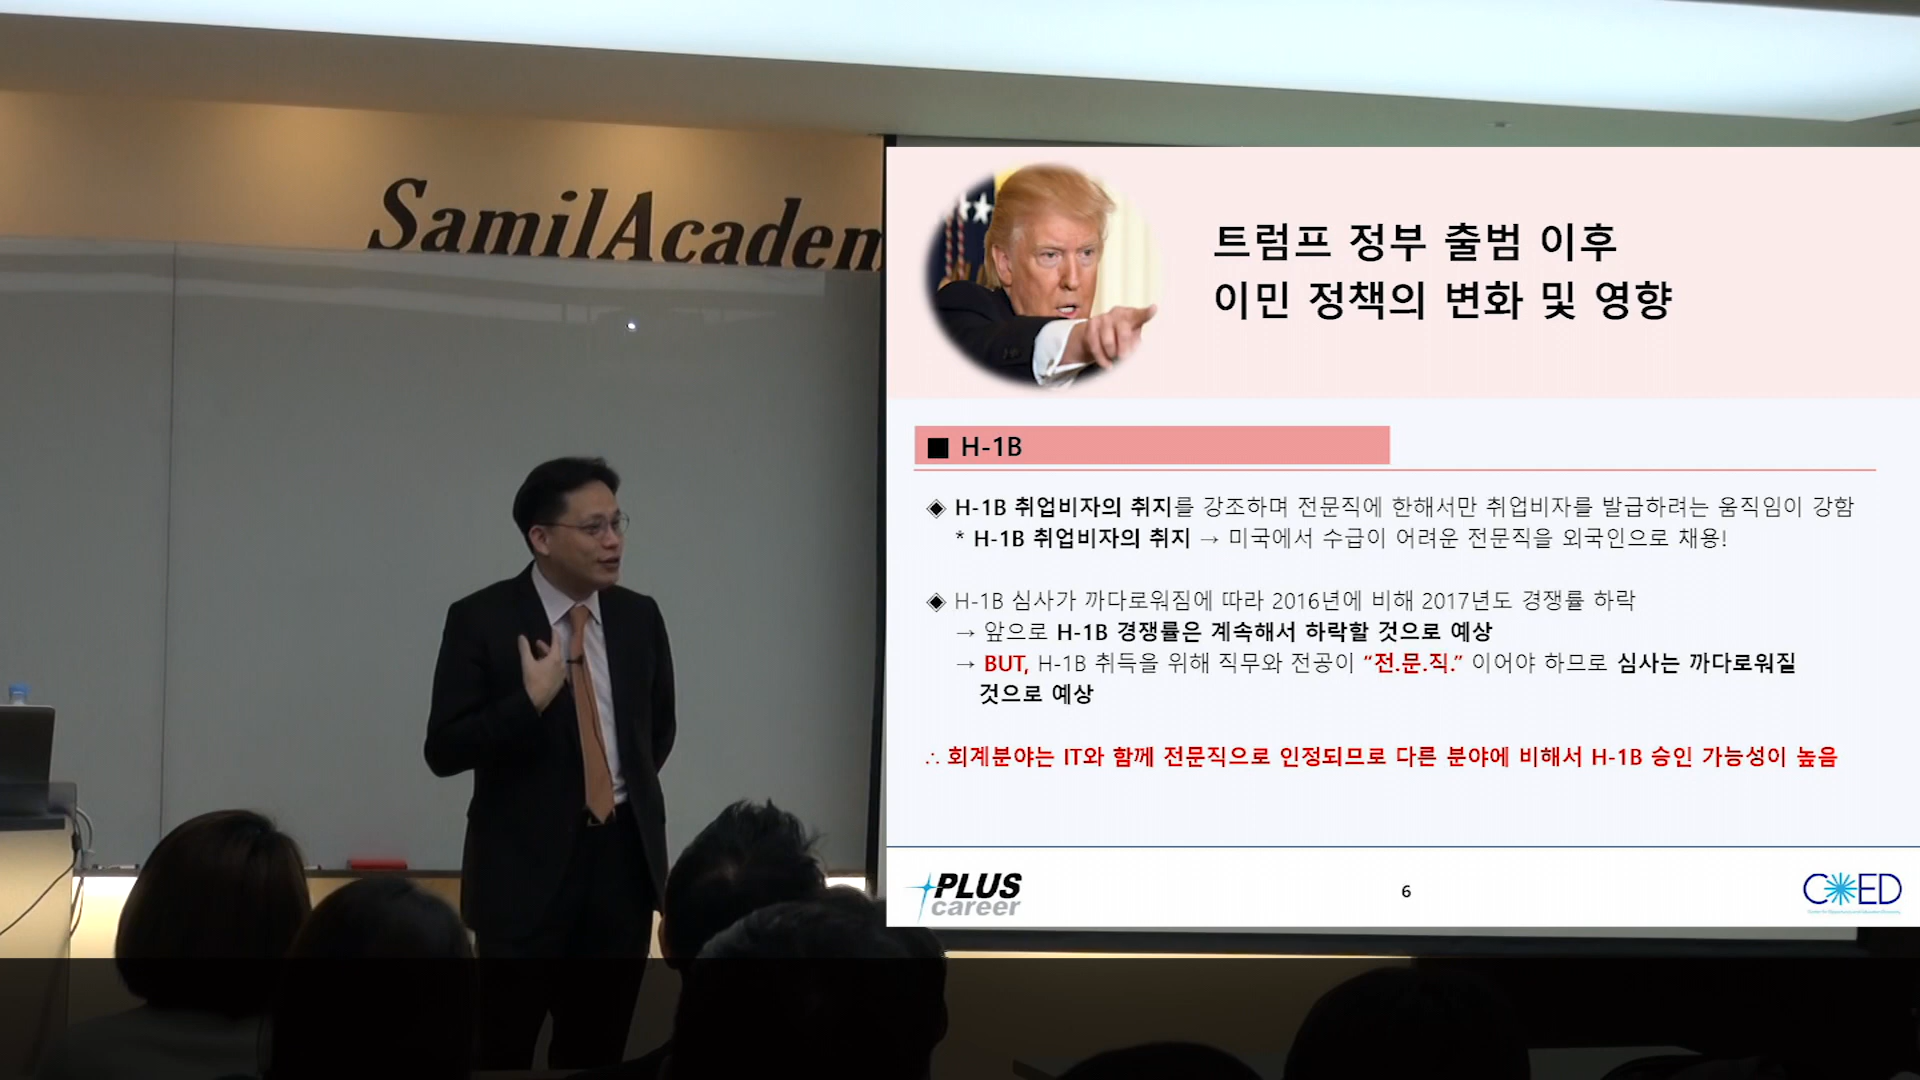 SamilAcadem
트럼프 정부 출범 이후
이민 정책의 변화 및 영향
■ H-1B
◈ H-1B 취업비자의 취지를 강조하며 전문직에 한해서만 취업비자를 발급하려는 움직임이 강함
* H-1B 취업비자의 취지 → 미국에서 수급이 어려운 전문직을 외국인으로 채용!
◈ H-1B 심사가 까다로워짐에 따라 2016년에 비해 2017년도 경쟁률 하락
→ 앞으로 H-1B 경쟁률은 계속해서 하락할 것으로 예상
→ BUT, H-1B 취득을 위해 직무와 전공이 “전.문.직.” 이어야 하므로 심사는 까다로워질
것으로 예상
∴ 회계분야는 IT와 함께 전문직으로 인정되므로 다른 분야에 비해서 H-1B 승인 가능성이 높음
PLUS
career
6
COED